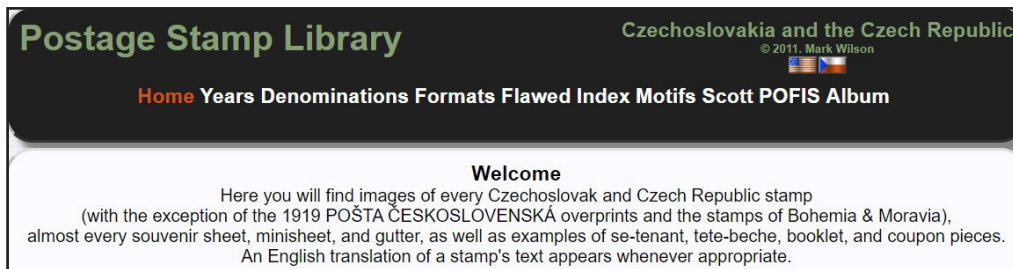 Postage Stamp Library
Czechoslovakia and the Czech Republic
© 2011. Mark Wilson
Home Years Denominations Formats Flawed Index Motifs Scott POFIS Album
Welcome
Here you will find images of every Czechoslovak and Czech Republic stamp
(with the exception of the 1919 POŠTA ČESKOSLOVENSKÁ overprints and the stamps of Bohemia & Moravia),
almost every souvenir sheet, minisheet, and gutter, as well as examples of se-tenant, tete-beche, booklet, and coupon pieces.
An English translation of a stamp's text appears whenever appropriate.